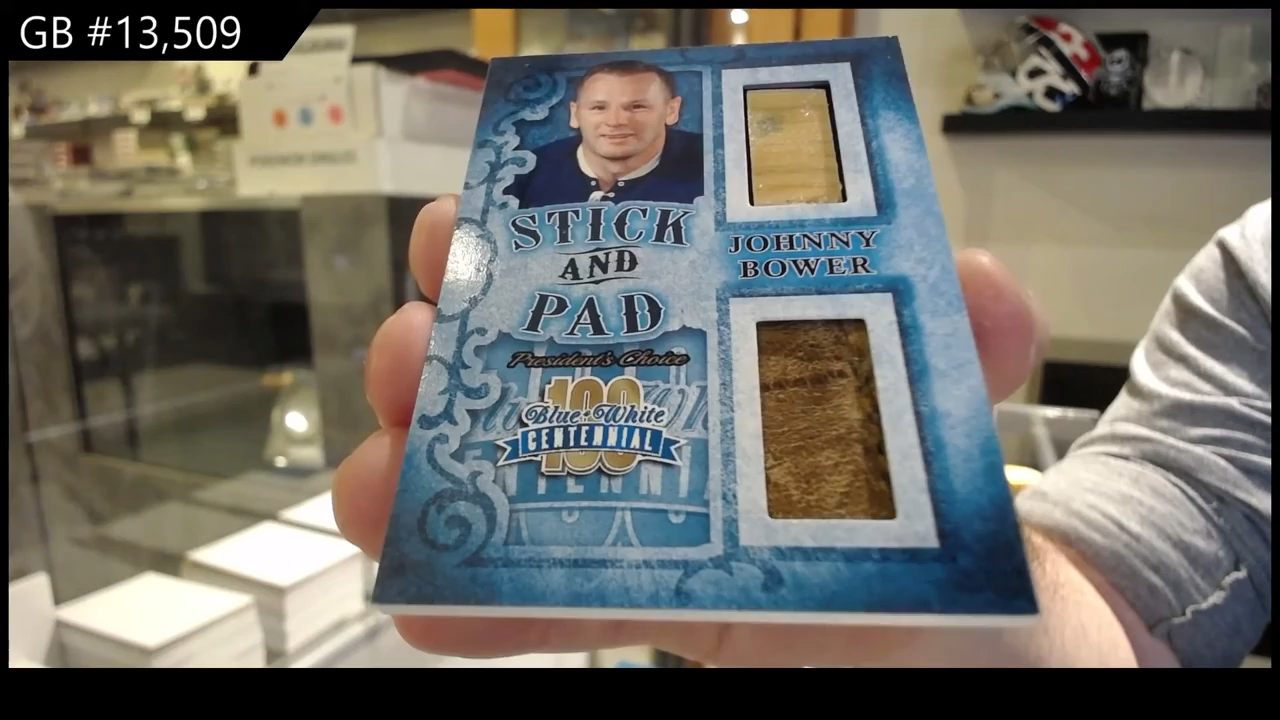 GB #13,509
STICK
AND
PAD
JOHNNY
BOWER
President's Choice
100
Blue & White
CENTENNIAL